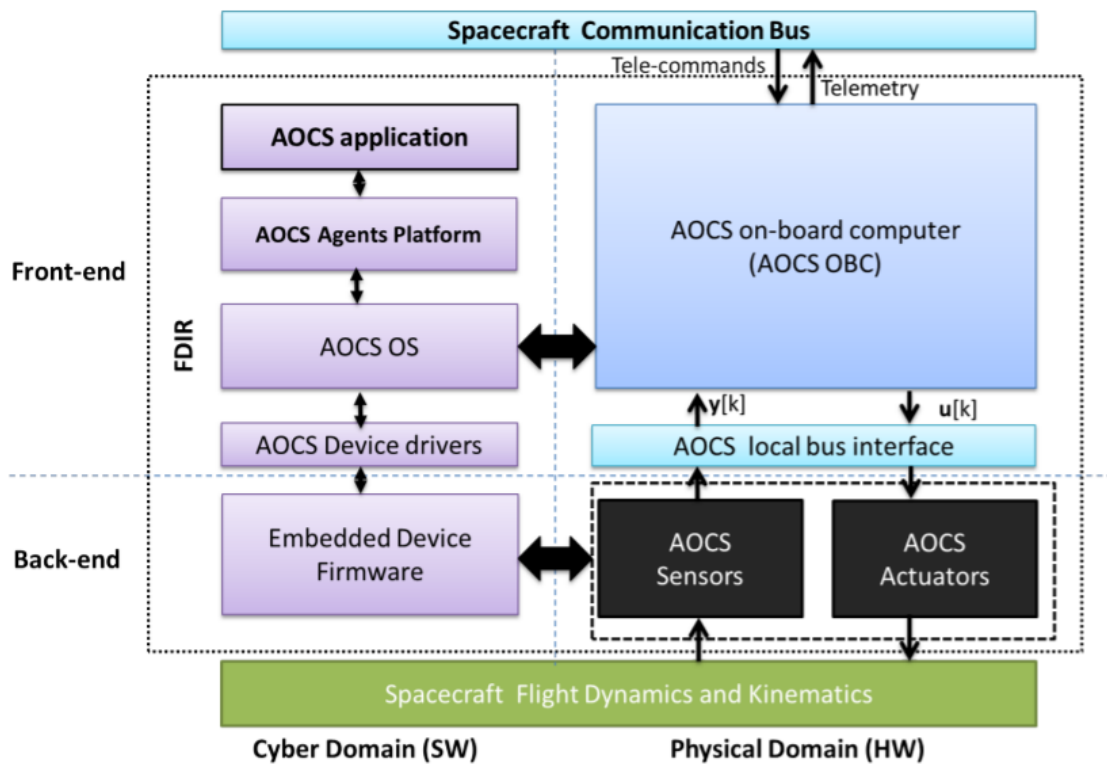 Spacecraft Communication Bus
Tele-commands
Telemetry
AOCS application
AOCS Agents Platform
AOCS on-board computer
(AOCS OBC)
Front-end
FDIR
AOCS OS
y[k]
u[k]
AOCS Device drivers
AOCS local bus interface
Back-end
Embedded Device
Firmware
AOCS
Sensors
AOCS
Actuators
Spacecraft Flight Dynamics and Kinematics
Cyber Domain (SW)
Physical Domain (HW)